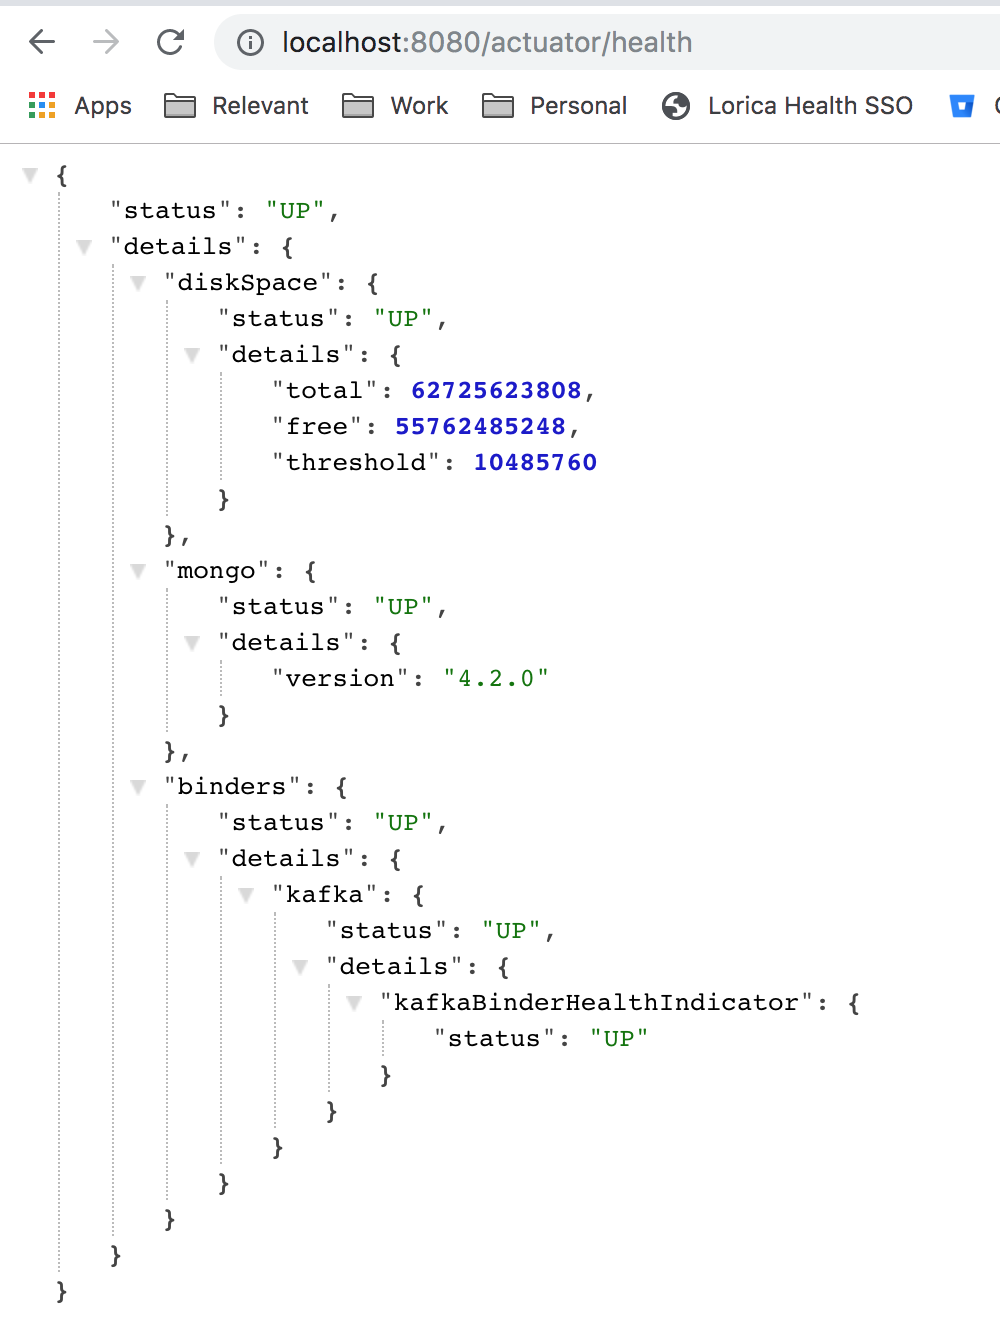 localhost:8080/actuator/health
Apps Relevant Work Personal Lorica Health SSO
{
"status": "UP",
"details": {
"diskSpace": {
"status": "UP",
"details": {
"total": 62725623808,
"free": 55762485248,
"threshold": 10485760
}
},
"mongo": {
"status": "UP",
"details": {
"version": "4.2.0"
}
},
"binders": {
"status": "UP",
"details": {
"kafka": {
"status": "UP",
"details": {
"kafkaBinderHealthIndicator": {
"status": "UP"
}
}
}
}
}
}
}